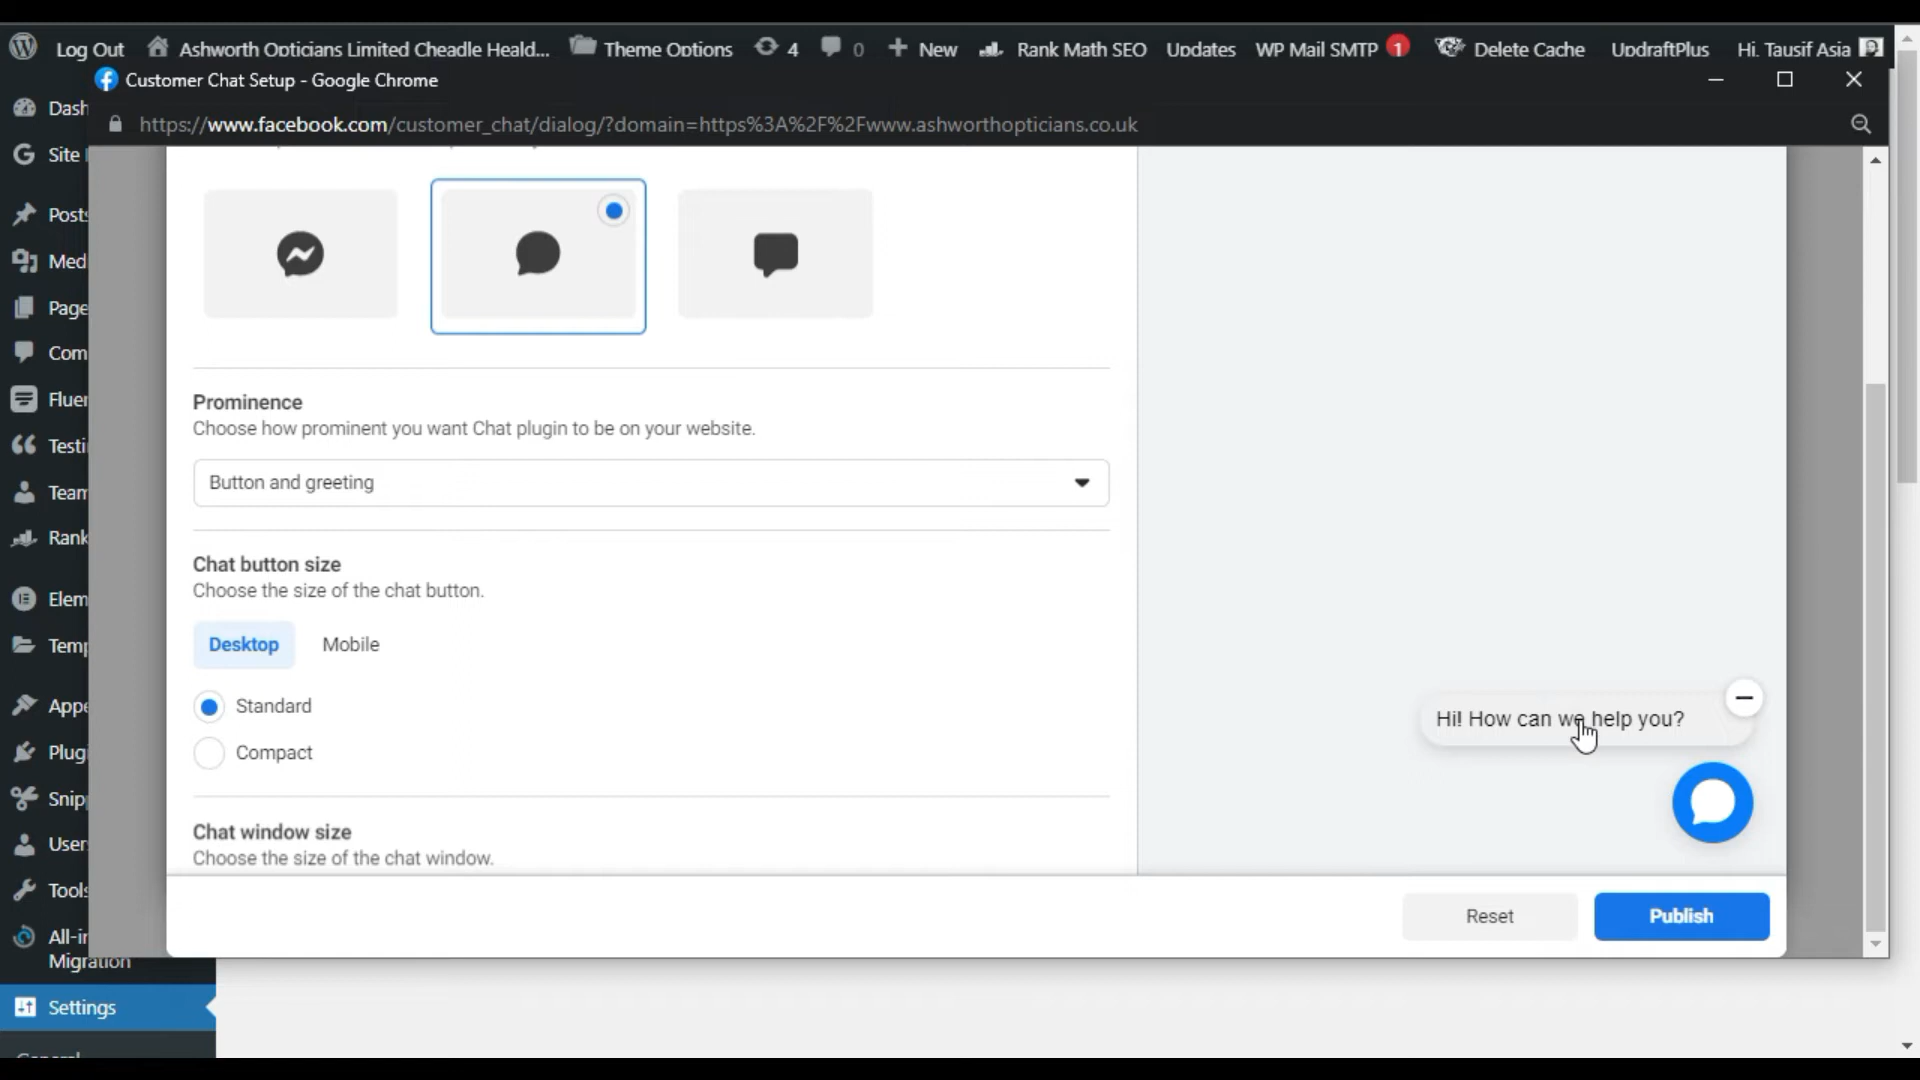 Log Out Ashworth Opticians Limited Cheadle Heald... Theme Options 4 0 New Rank Math SEO Updates WP Mail SMTP 1 Delete Cache UpdraftPlus Hi, Tausif Asia
Customer Chat Setup - Google Chrome
https://www.facebook.com/customer_chat/dialog/?domain=https%3A%2F%2Fwww.ashworthopticians.co.uk
Dash
Site
Posts
Med
Page
Com
Fluer
Testi
Team
Rank
Elem
Temp
Appe
Plugi
Snip
Users
Tools
All-in
Migration
Settings
General
Prominence
Choose how prominent you want Chat plugin to be on your website.
Button and greeting
Chat button size
Choose the size of the chat button.
Desktop Mobile
Standard
Compact
Chat window size
Choose the size of the chat window.
Hi! How can we help you?
Reset Publish